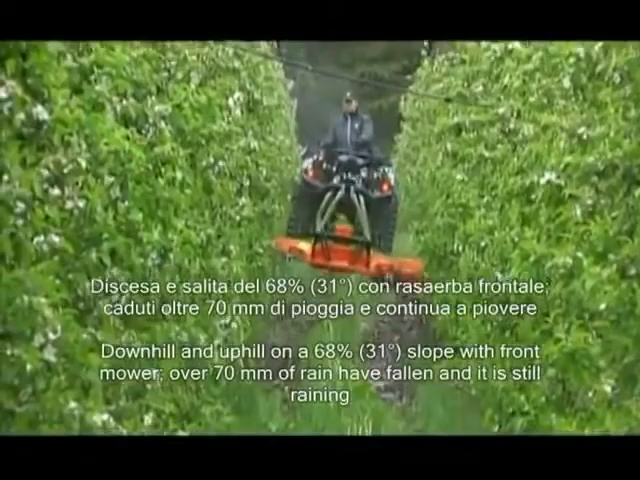 Discesa e salita del 68% (31°) con rasaerba frontale;
caduti oltre 70 mm di pioggia e continua a piovere
Downhill and uphill on a 68% (31°) slope with front
mower; over 70 mm of rain have fallen and it is still
raining